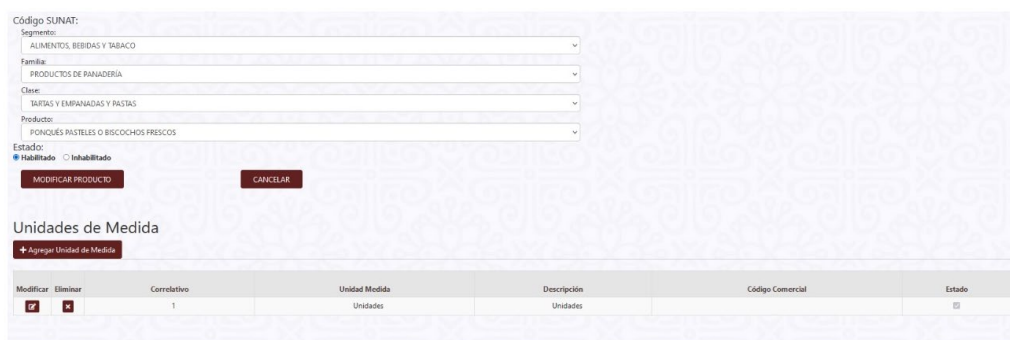 Código SUNAT:
Segmento:
ALIMENTOS, BEBIDAS Y TABACO
Familia:
PRODUCTOS DE PANADERÍA
Clase:
TARTAS Y EMPANADAS Y PASTAS
Producto:
PONQUÉS PASTELES O BISCOCHOS FRESCOS
Estado:
Habilitado Inhabilitado
MODIFICAR PRODUCTO CANCELAR
Unidades de Medida
+ Agregar Unidad de Medida
Modificar Eliminar Correlativo Unidad Medida Descripción Código Comercial Estado
1 Unidades Unidades